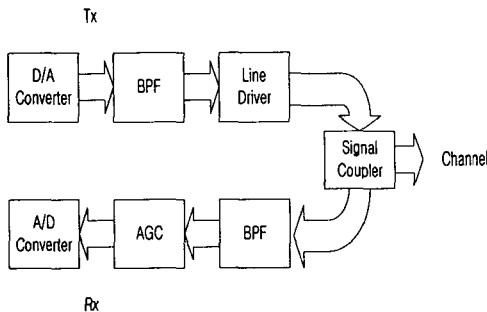 Tx
D/A
Converter
BPF
Line
Driver
Signal
Coupler
Channel
A/D
Converter
AGC
BPF
Rx